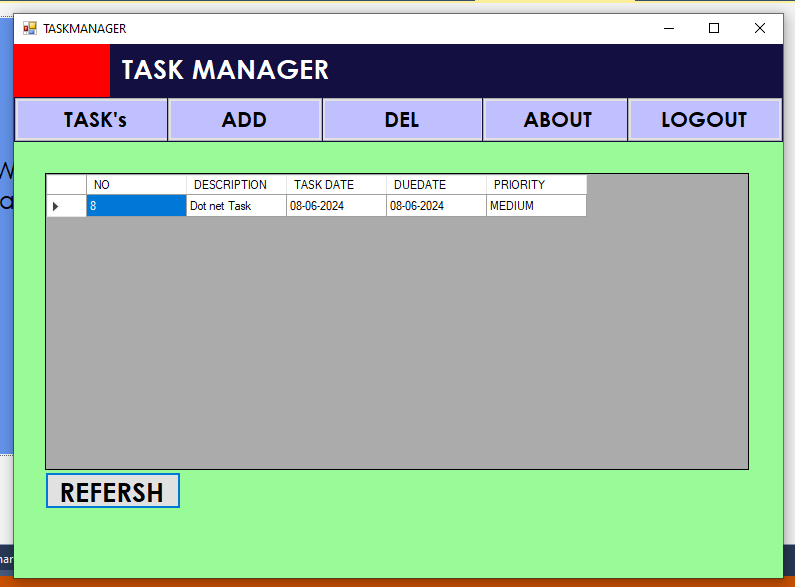 TASKMANAGER
TASK MANAGER
TASK's ADD DEL ABOUT LOGOUT
NO DESCRIPTION TASK DATE DUEDATE PRIORITY
8 Dot net Task 08-06-2024 08-06-2024 MEDIUM
REFERSH